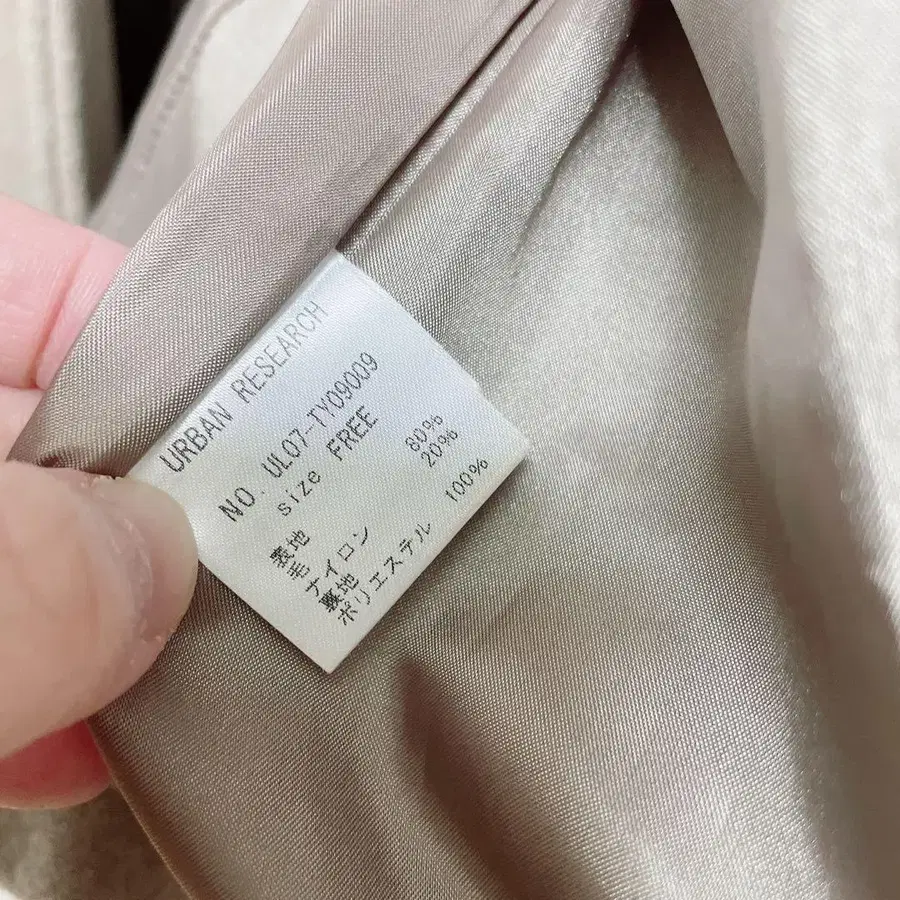 URBAN RESEARCH
NO. UL07-TY09009
size FREE
表地
毛 80%
ナイロン 20%
裏地
ポリエステル 100%